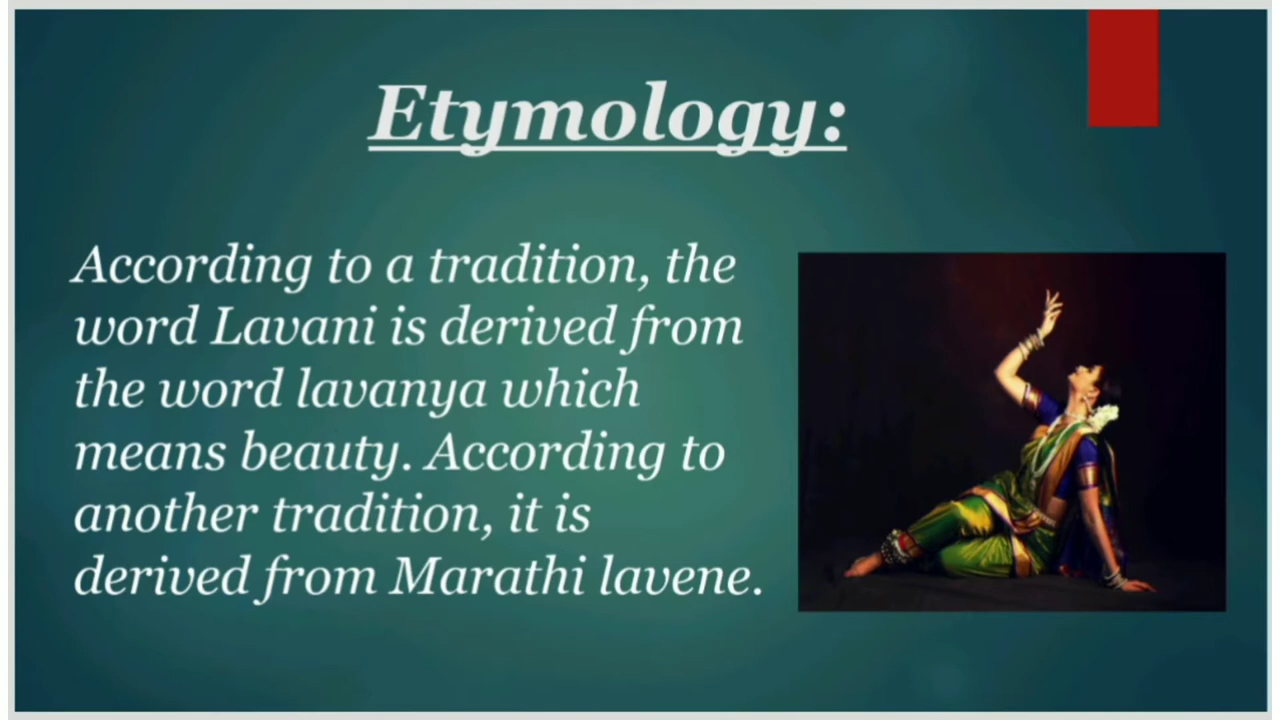 Etymology:
According to a tradition, the
word Lavani is derived from
the word lavanya which
means beauty. According to
another tradition, it is
derived from Marathi lavene.